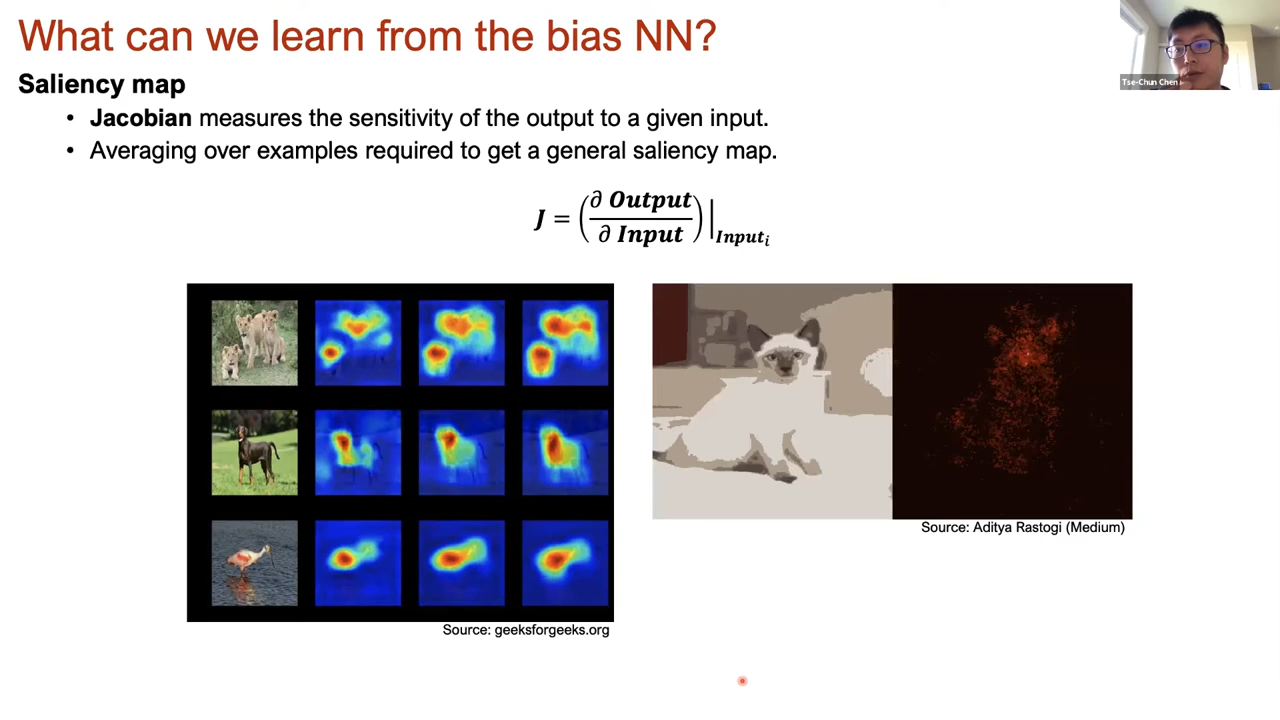 What can we learn from the bias NN?
Tse-Chun Chen
Saliency map
• Jacobian measures the sensitivity of the output to a given input.
• Averaging over examples required to get a general saliency map.
J = (∂ Output / ∂ Input)|Inputᵢ
Source: Aditya Rastogi (Medium)
Source: geeksforgeeks.org